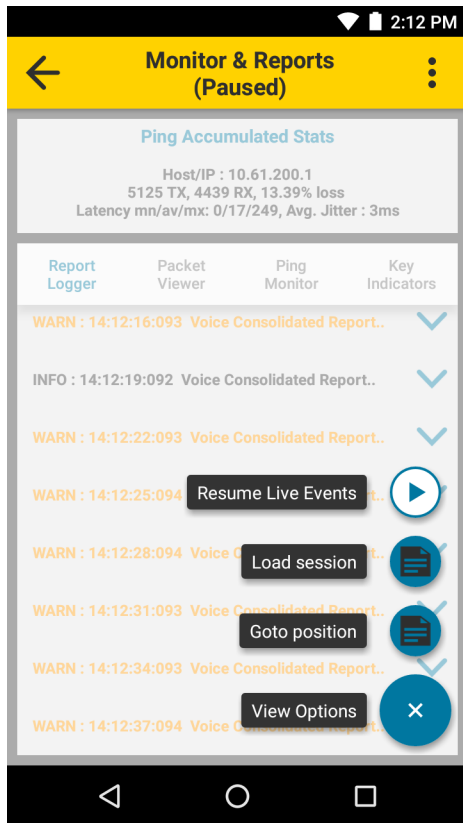 2:12 PM
Monitor & Reports
(Paused)
Ping Accumulated Stats
Host/IP : 10.61.200.1
5125 TX, 4439 RX, 13.39% loss
Latency mn/av/mx: 0/17/249, Avg. Jitter : 3ms
Report Logger
Packet Viewer
Ping Monitor
Key Indicators
WARN : 14:12:16:093 Voice Consolidated Report..
INFO : 14:12:19:092 Voice Consolidated Report..
WARN : 14:12:22:093 Voice Consolidated Report..
WARN : 14:12:25:094
Resume Live Events
WARN : 14:12:28:094 Voice
Load session
WARN : 14:12:31:093 Voice Consolidated Report..
Goto position
WARN : 14:12:34:093 Voice Consolidated Report..
View Options
WARN : 14:12:37:094 Voice